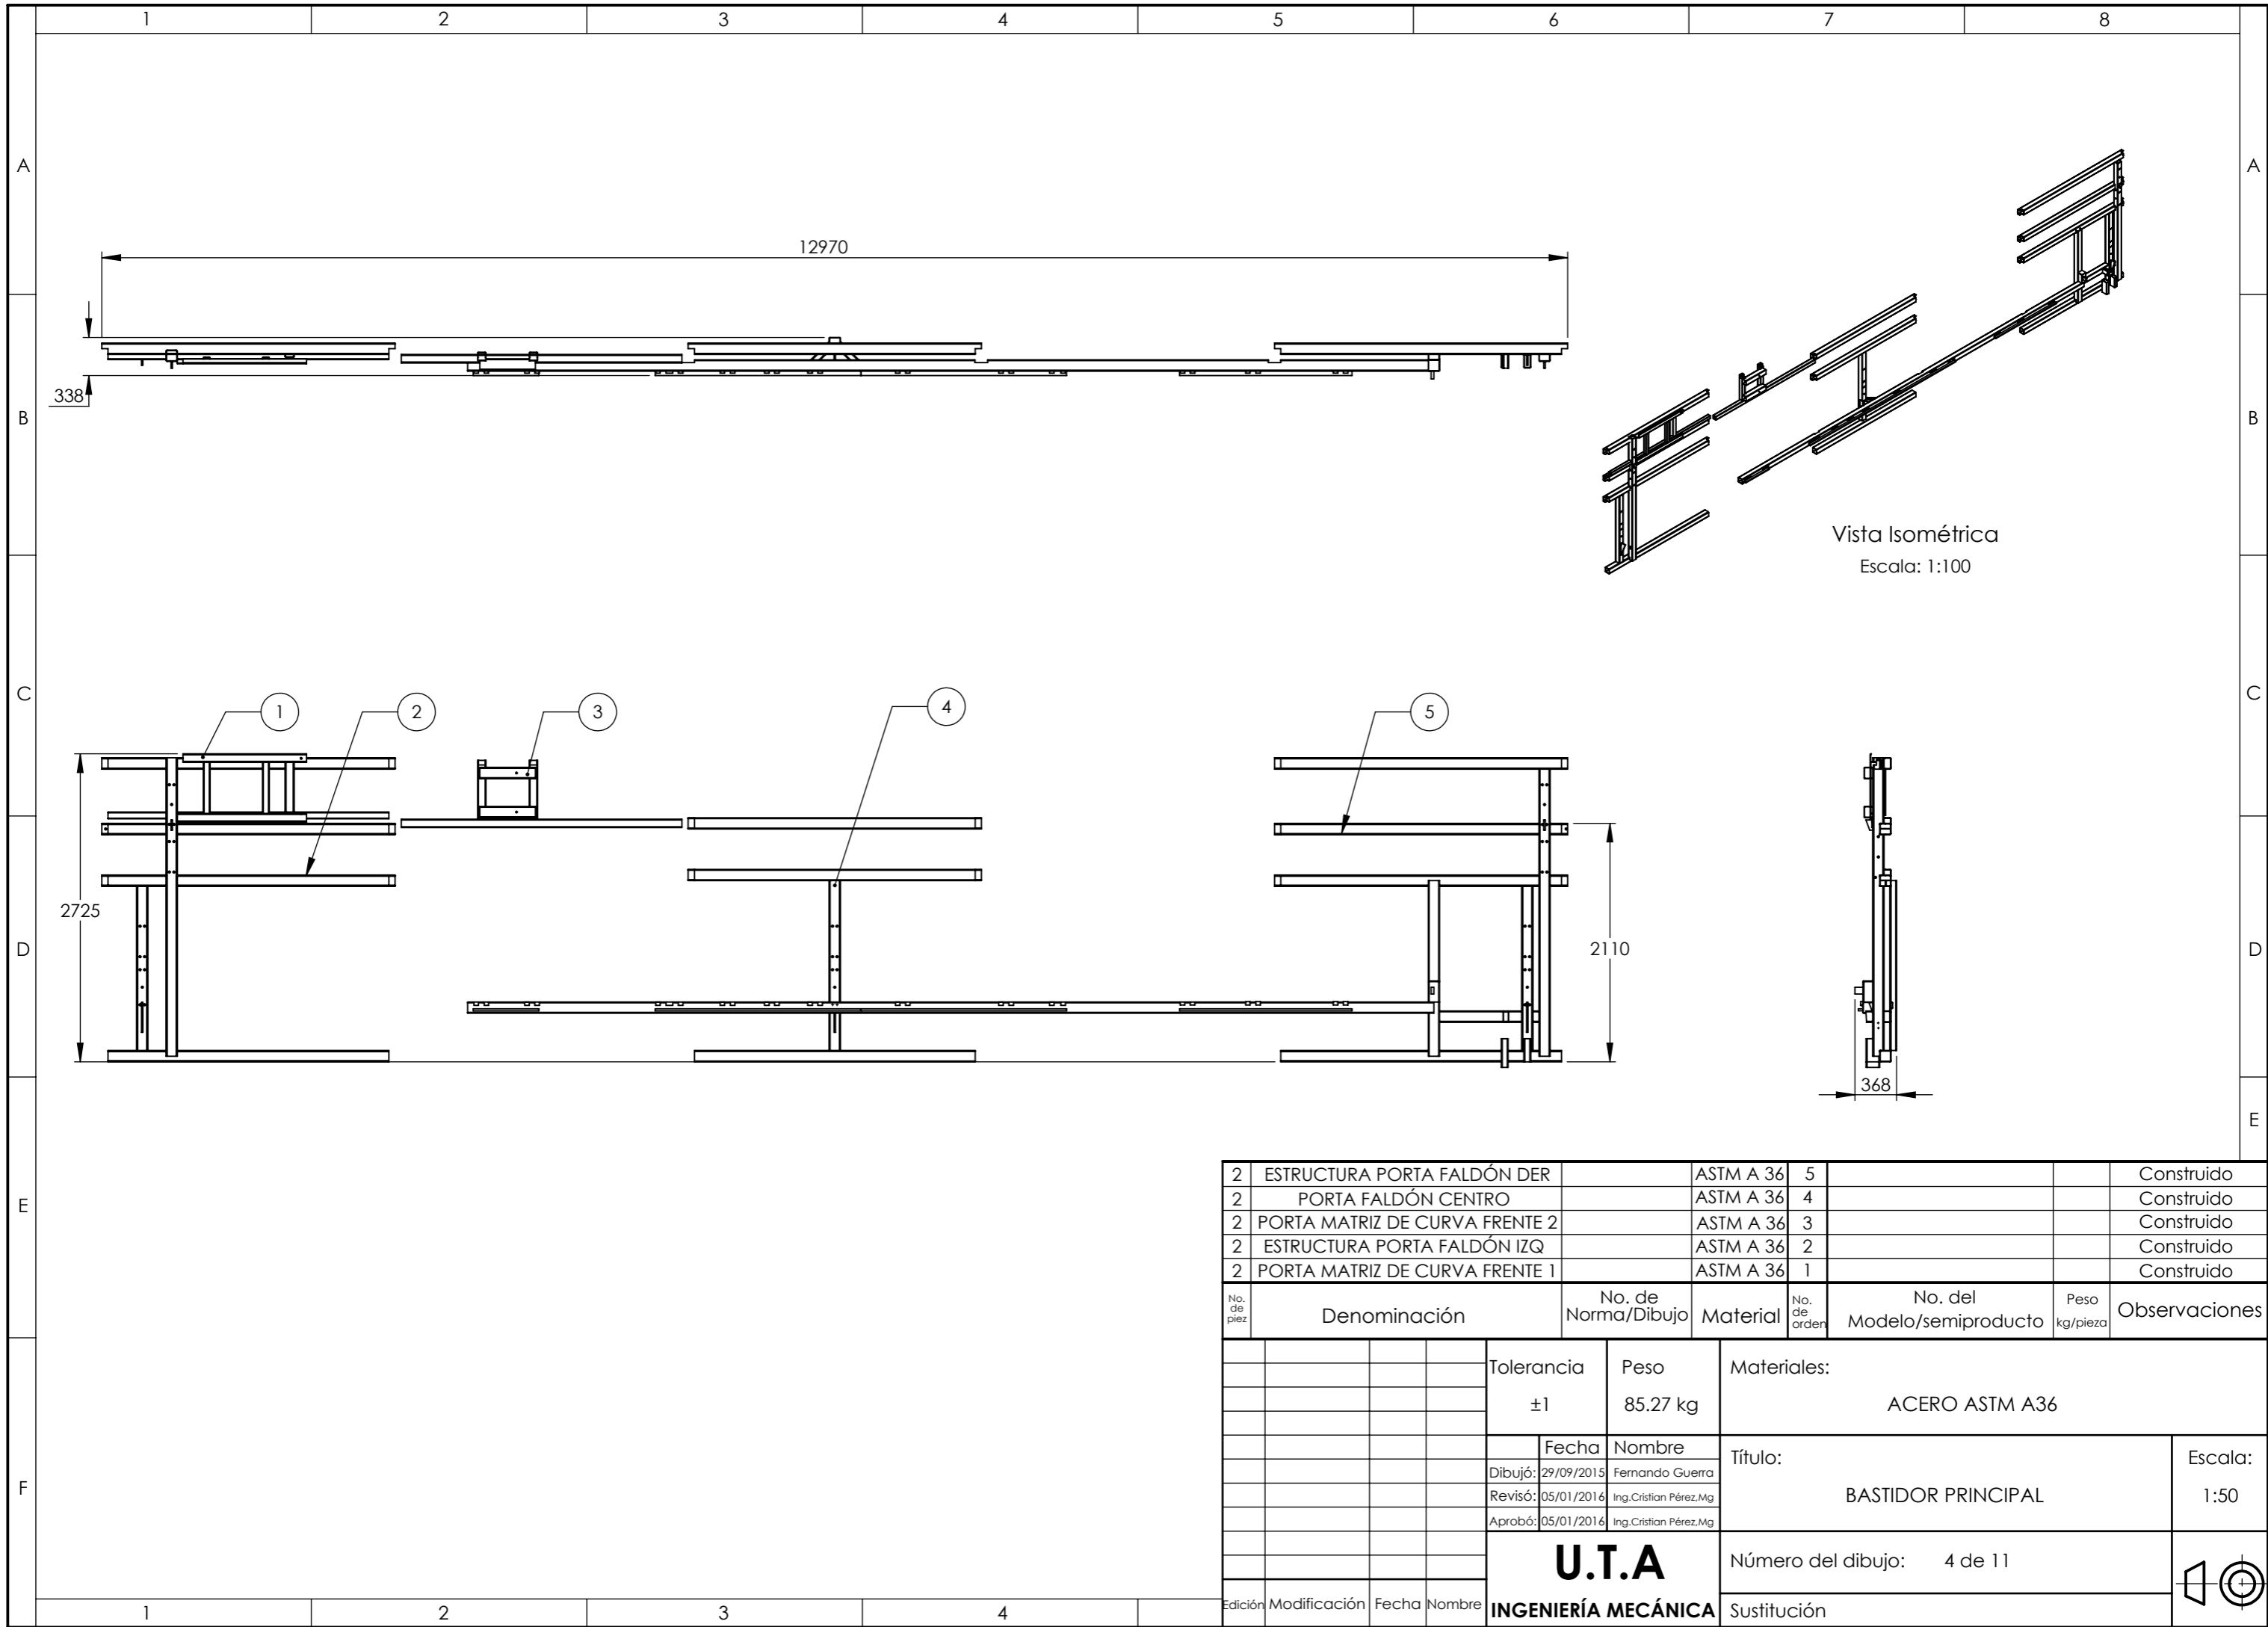 1 2 3 4 5 6 7 8
A A
12970
338
B B
Vista Isométrica
Escala: 1:100
C C
1 2 3 4 5
2725
2110
D D
368
E
2 ESTRUCTURA PORTA FALDÓN DER ASTM A 36 5 Construido
2 PORTA FALDÓN CENTRO ASTM A 36 4 Construido
E
2 PORTA MATRIZ DE CURVA FRENTE 2 ASTM A 36 3 Construido
2 ESTRUCTURA PORTA FALDÓN IZQ ASTM A 36 2 Construido
2 PORTA MATRIZ DE CURVA FRENTE 1 ASTM A 36 1 Construido
No. de piez
Denominación
No. de Norma/Dibujo
Material
No. de orden
No. del Modelo/semiproducto
Peso kg/pieza
Observaciones
Tolerancia
±1
Peso
85.27 kg
Materiales:
ACERO ASTM A36
Fecha Nombre
Dibujó: 29/09/2015 Fernando Guerra
Revisó: 05/01/2016 Ing.Cristian Pérez,Mg
Aprobó: 05/01/2016 Ing.Cristian Pérez,Mg
Título:
BASTIDOR PRINCIPAL
Escala:
1:50
F
U.T.A
INGENIERÍA MECÁNICA
Número del dibujo: 4 de 11
Sustitución
Edición Modificación Fecha Nombre
1 2 3 4